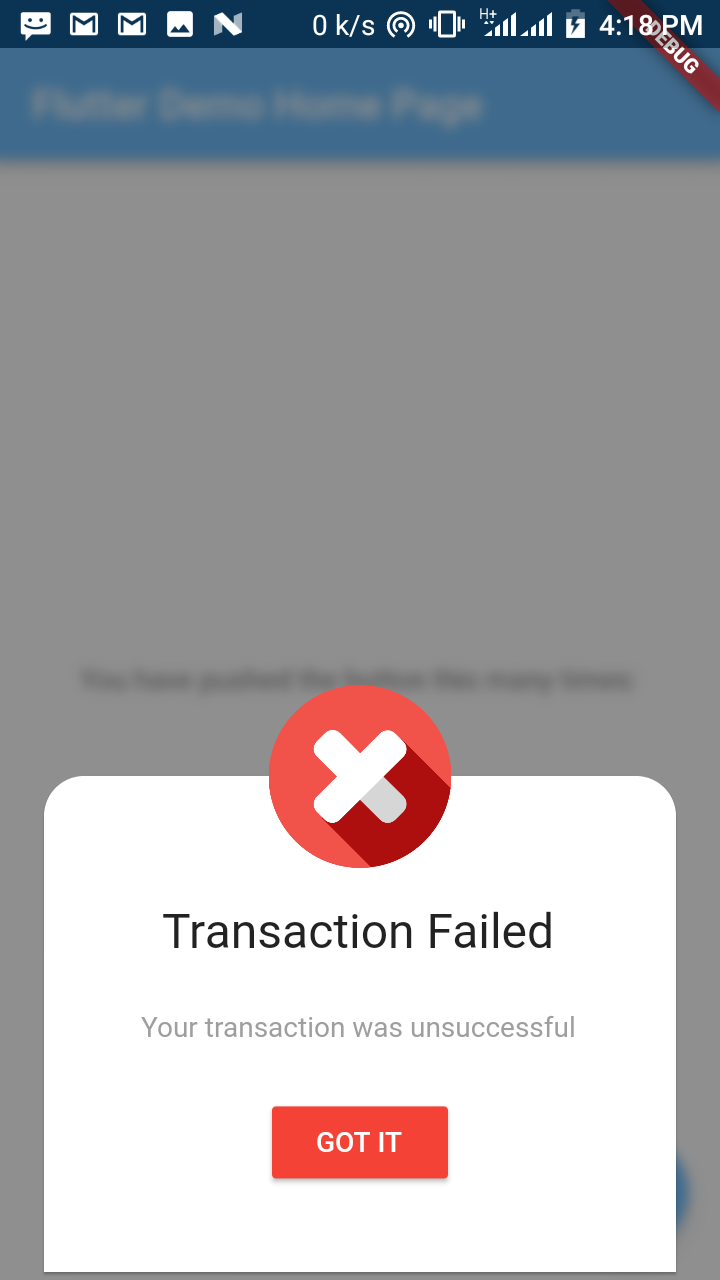 0 k/s H+ 4:18 PM
DEBUG
Flutter Demo Home Page
You have pushed the button this many times:
Transaction Failed
Your transaction was unsuccessful
GOT IT